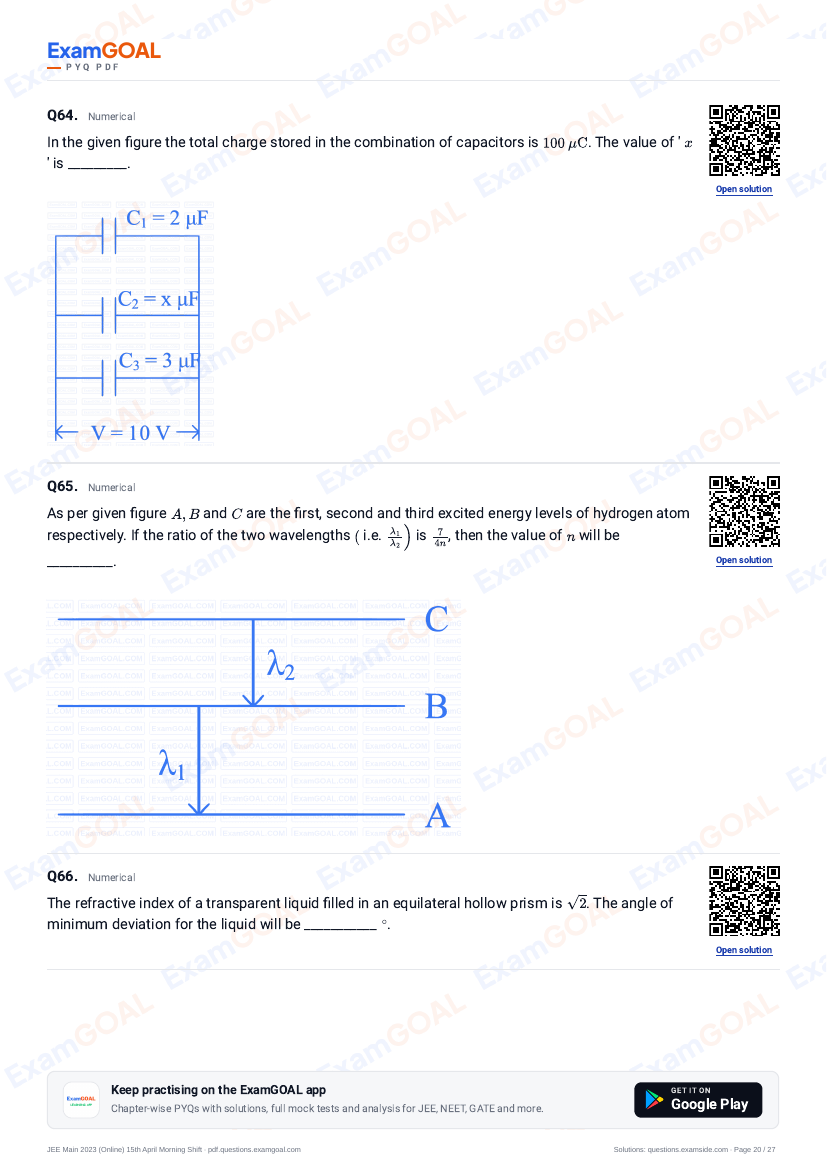 ExamGOAL
PYQ PDF
Q64. Numerical
In the given figure the total charge stored in the combination of capacitors is 100 μC. The value of ' x
' is _________.
Open solution
C₁ = 2 μF
C₂ = x μF
C₃ = 3 μF
V = 10 V
Q65. Numerical
As per given figure A, B and C are the first, second and third excited energy levels of hydrogen atom
respectively. If the ratio of the two wavelengths ( i.e. λ₁/λ₂ ) is 7/4n, then the value of n will be
__________.
Open solution
C
λ₂
B
λ₁
A
Q66. Numerical
The refractive index of a transparent liquid filled in an equilateral hollow prism is √2. The angle of
minimum deviation for the liquid will be ___________ °.
Open solution
Keep practising on the ExamGOAL app
Chapter-wise PYQs with solutions, full mock tests and analysis for JEE, NEET, GATE and more.
GET IT ON
Google Play
JEE Main 2023 (Online) 15th April Morning Shift · pdf.questions.examgoal.com
Solutions: questions.examside.com · Page 20 / 27